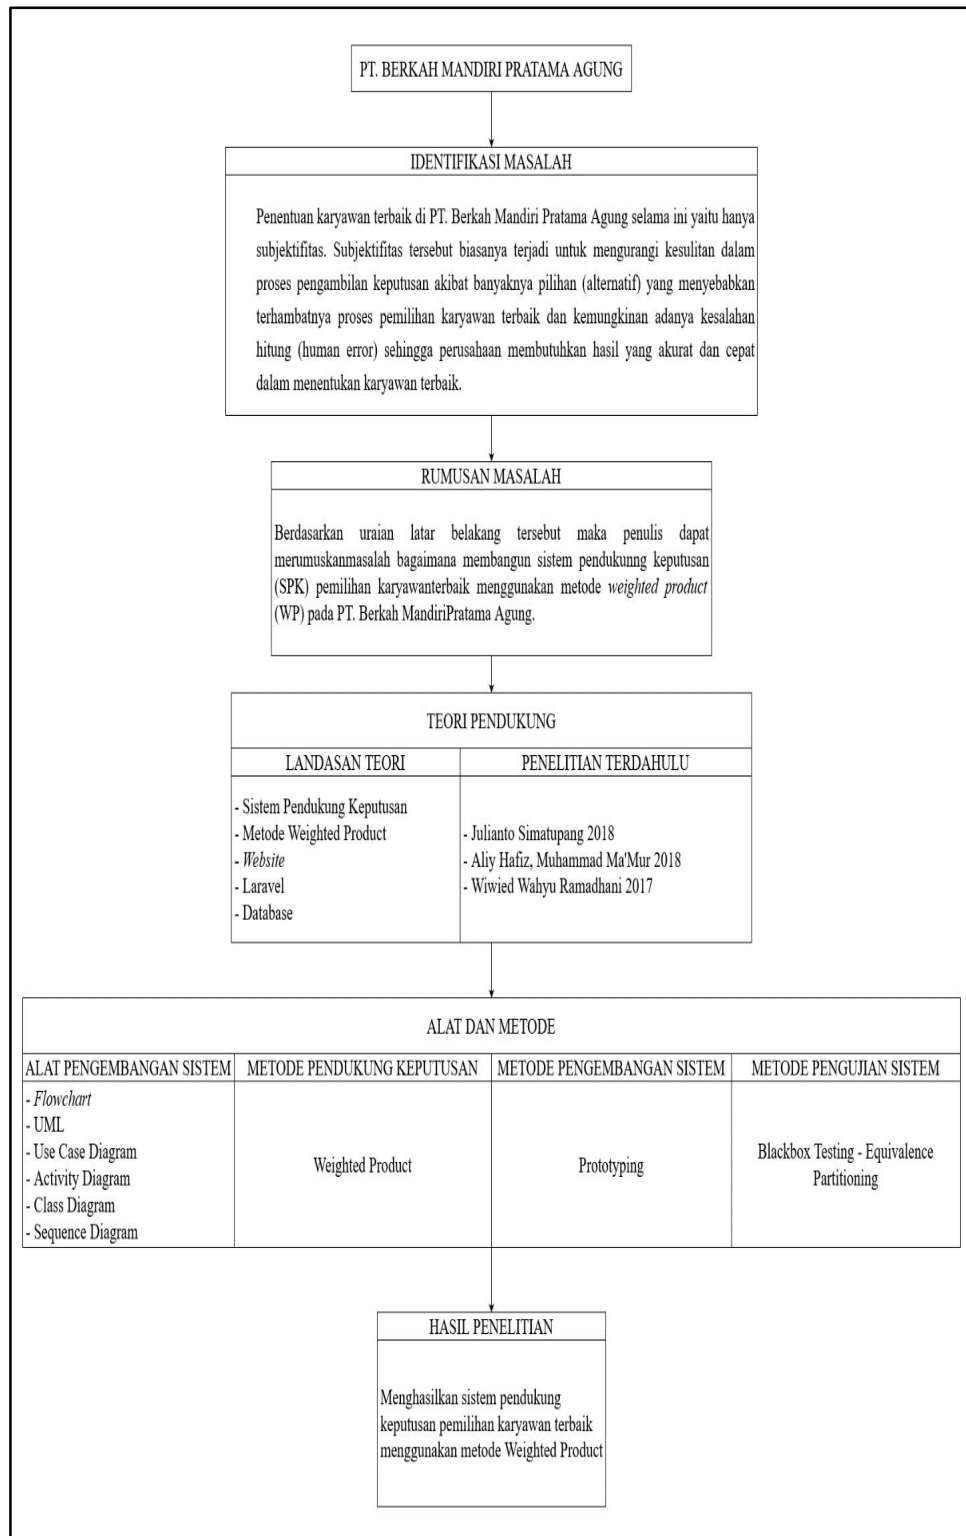 PT. BERKAH MANDIRI PRATAMA AGUNG
IDENTIFIKASI MASALAH
Penentuan karyawan terbaik di PT. Berkah Mandiri Pratama Agung selama ini yaitu hanya
subjektifitas. Subjektifitas tersebut biasanya terjadi untuk mengurangi kesulitan dalam
proses pengambilan keputusan akibat banyaknya pilihan (alternatif) yang menyebabkan
terhambatnya proses pemilihan karyawan terbaik dan kemungkinan adanya kesalahan
hitung (human error) sehingga perusahaan membutuhkan hasil yang akurat dan cepat
dalam menentukan karyawan terbaik.
RUMUSAN MASALAH
Berdasarkan uraian latar belakang tersebut maka penulis dapat
merumuskanmasalah bagaimana membangun sistem pendukunng keputusan
(SPK) pemilihan karyawanterbaik menggunakan metode weighted product
(WP) pada PT. Berkah MandiriPratama Agung.
TEORI PENDUKUNG
LANDASAN TEORI
- Sistem Pendukung Keputusan
- Metode Weighted Product
- Website
- Laravel
- Database
PENELITIAN TERDAHULU
- Julianto Simatupang 2018
- Aliy Hafiz, Muhammad Ma'Mur 2018
- Wiwied Wahyu Ramadhani 2017
ALAT DAN METODE
ALAT PENGEMBANGAN SISTEM
- Flowchart
- UML
- Use Case Diagram
- Activity Diagram
- Class Diagram
- Sequence Diagram
METODE PENDUKUNG KEPUTUSAN
Weighted Product
METODE PENGEMBANGAN SISTEM
Prototyping
METODE PENGUJIAN SISTEM
Blackbox Testing - Equivalence
Partitioning
HASIL PENELITIAN
Menghasilkan sistem pendukung
keputusan pemilihan karyawan terbaik
menggunakan metode Weighted Product